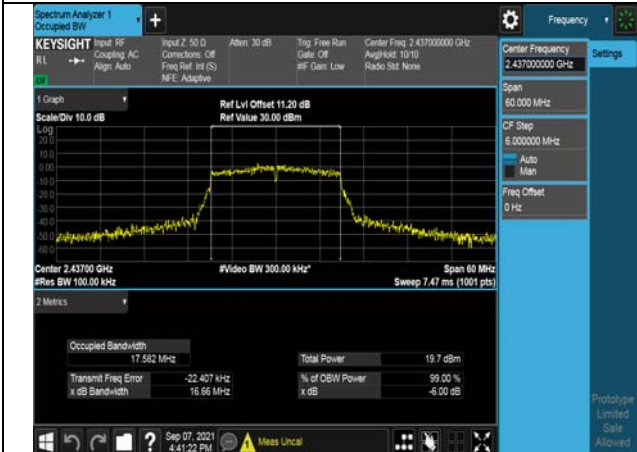 Spectrum Analyzer 1
Occupied BW
Frequency
KEYSIGHT
RL
Input: RF
Coupling: AC
Align: Auto
Input Z: 50 Ω
Corrections: Off
Freq Ref: Int (S)
NFE: Adaptive
Atten: 30 dB
Trig: Free Run
Gate: Off
#IF Gain: Low
Center Freq: 2.437000000 GHz
Avg|Hold: 10/10
Radio Std: None
Center Frequency
2.437000000 GHz
Settings
Span
60.000 MHz
CF Step
6.000000 MHz
Auto
Man
Freq Offset
0 Hz
1 Graph
Scale/Div 10.0 dB
Ref Lvl Offset 11.20 dB
Ref Value 30.00 dBm
Log
20.0
10.0
0.00
-10.0
-20.0
-30.0
-40.0
-50.0
-60.0
Center 2.43700 GHz
#Res BW 100.00 kHz
#Video BW 300.00 kHz*
Span 60 MHz
Sweep 7.47 ms (1001 pts)
2 Metrics
Occupied Bandwidth
17.582 MHz
Total Power 19.7 dBm
Transmit Freq Error -22.407 kHz
% of OBW Power 99.00 %
x dB Bandwidth 16.66 MHz
x dB -6.00 dB
Prototype
Limited
Sale
Allowed
?
Sep 07, 2021
4:41:22 PM
Meas Uncal